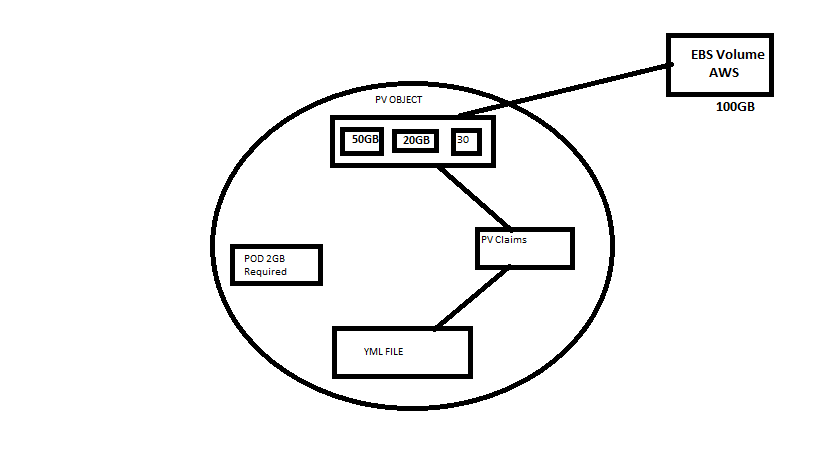 EBS Volume
AWS
100GB
PV OBJECT
50GB 20GB 30
PV Claims
POD 2GB
Required
YML FILE